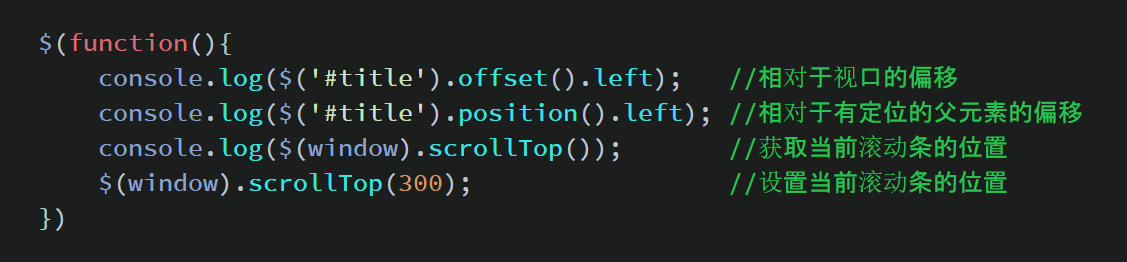 $(function(){
    console.log($('#title').offset().left);   //相对于视口的偏移
    console.log($('#title').position().left); //相对于有定位的父元素的偏移
    console.log($(window).scrollTop());       //获取当前滚动条的位置
    $(window).scrollTop(300);                 //设置当前滚动条的位置
})